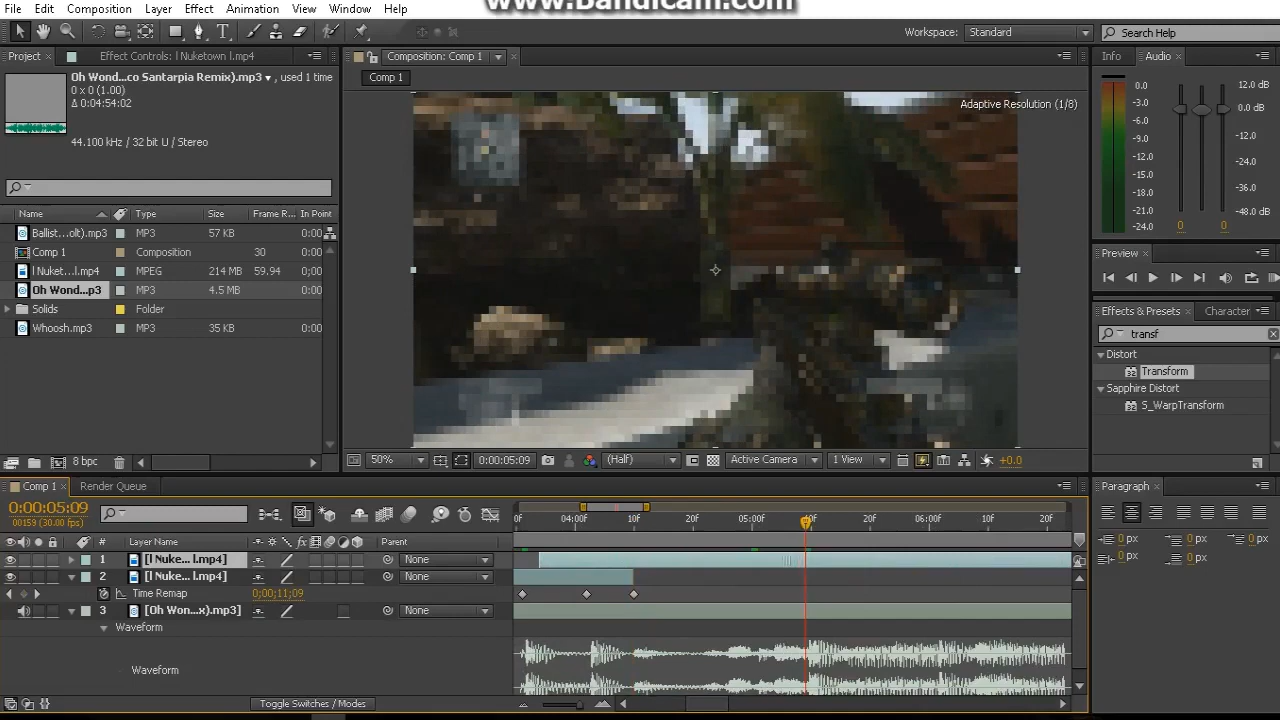 www.Bandicam.com
File Edit Composition Layer Effect Animation View Window Help
Workspace: Standard Search Help
Project Effect Controls: l Nuketown l.mp4 Composition: Comp 1 Info Audio
Comp 1
Oh Wond...co Santarpia Remix).mp3 , used 1 time
0 x 0 (1.00)
Δ 0:04:54:02
44.100 kHz / 32 bit U / Stereo
Adaptive Resolution (1/8)
0.0 12.0 dB
-3.0 0.0 dB
-6.0
-9.0 -12.0
-12.0
-15.0 -24.0
-18.0 -36.0
-21.0
-24.0 -48.0 dB
0 0
Name Type Size Frame R... In Point
Ballist...olt).mp3 MP3 57 KB 0:00
Comp 1 Composition 30 0:00
l Nuket...l.mp4 MPEG 214 MB 59.94 0:00
Oh Wond...p3 MP3 4.5 MB 0:00
Solids Folder
Whoosh.mp3 MP3 35 KB 0:00
Preview
Effects & Presets Character
transf
Distort
Transform
Sapphire Distort
S_WarpTransform
8 bpc
50% 0:00:05:09 (Half) Active Camera 1 View +0.0
Comp 1 Render Queue
Paragraph
0:00:05:09
00159 (30.00 fps)
0F 04:00F 10F 20F 05:00F 10F 20F 06:00F 10F 20F
# Layer Name Parent
1 [l Nuke... l.mp4] None
2 [l Nuke... l.mp4] None
Time Remap 0;00;11;09
3 [Oh Won...x).mp3] None
Waveform
Waveform
Toggle Switches / Modes
0 px 0 px 0 px
0 px 0 px